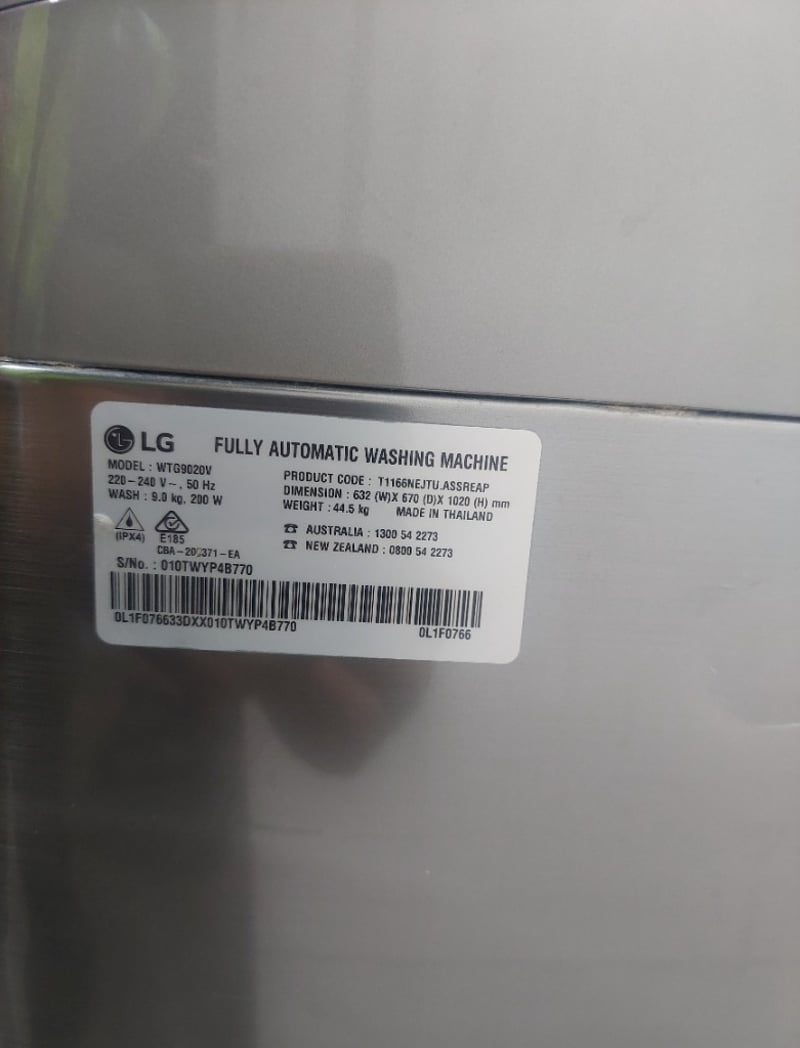 LG FULLY AUTOMATIC WASHING MACHINE
MODEL : WTG9020V
220-240 V~, 50 Hz
WASH : 9.0 kg, 200 W
PRODUCT CODE : T1166NEJTU.ASSREAP
DIMENSION : 632 (W)X 670 (D)X 1020 (H) mm
WEIGHT : 44.5 kg MADE IN THAILAND
(IPX4) E185
AUSTRALIA : 1300 54 2273
NEW ZEALAND : 0800 54 2273
S/No. : 010TWYP4B770
0L1F076633DXX010TWYP4B770 0L1F0766